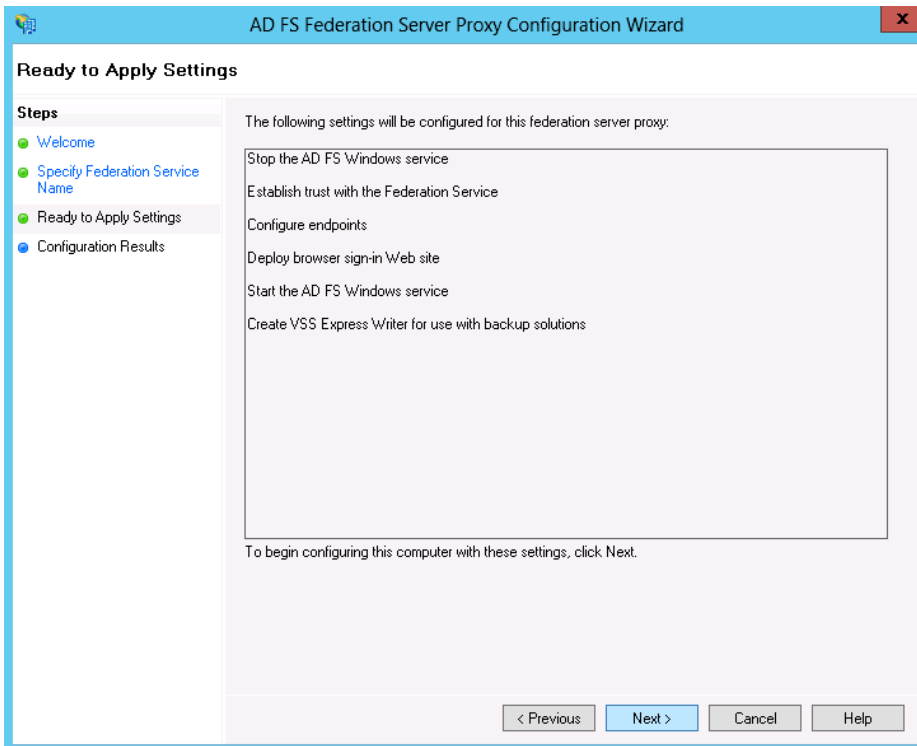 AD FS Federation Server Proxy Configuration Wizard
x
Ready to Apply Settings
Steps
Welcome
Specify Federation Service
Name
Ready to Apply Settings
Configuration Results
The following settings will be configured for this federation server proxy:
Stop the AD FS Windows service
Establish trust with the Federation Service
Configure endpoints
Deploy browser sign-in Web site
Start the AD FS Windows service
Create VSS Express Writer for use with backup solutions
To begin configuring this computer with these settings, click Next.
< Previous
Next >
Cancel
Help